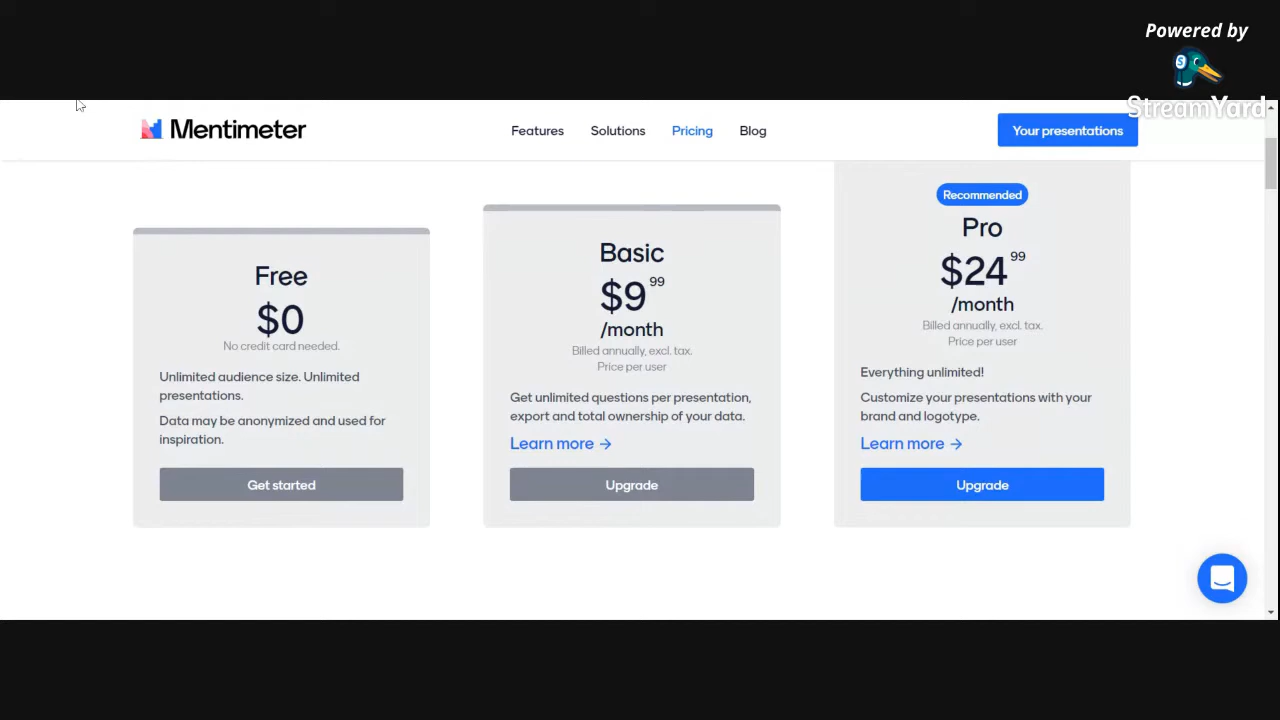 Powered by
StreamYard
Mentimeter
Features Solutions Pricing Blog
Your presentations
Free
$0
No credit card needed.
Unlimited audience size. Unlimited
presentations.
Data may be anonymized and used for
inspiration.
Get started
Basic
$9 99
/month
Billed annually, excl. tax.
Price per user
Get unlimited questions per presentation,
export and total ownership of your data.
Learn more →
Upgrade
Recommended
Pro
$24 99
/month
Billed annually, excl. tax.
Price per user
Everything unlimited!
Customize your presentations with your
brand and logotype.
Learn more →
Upgrade